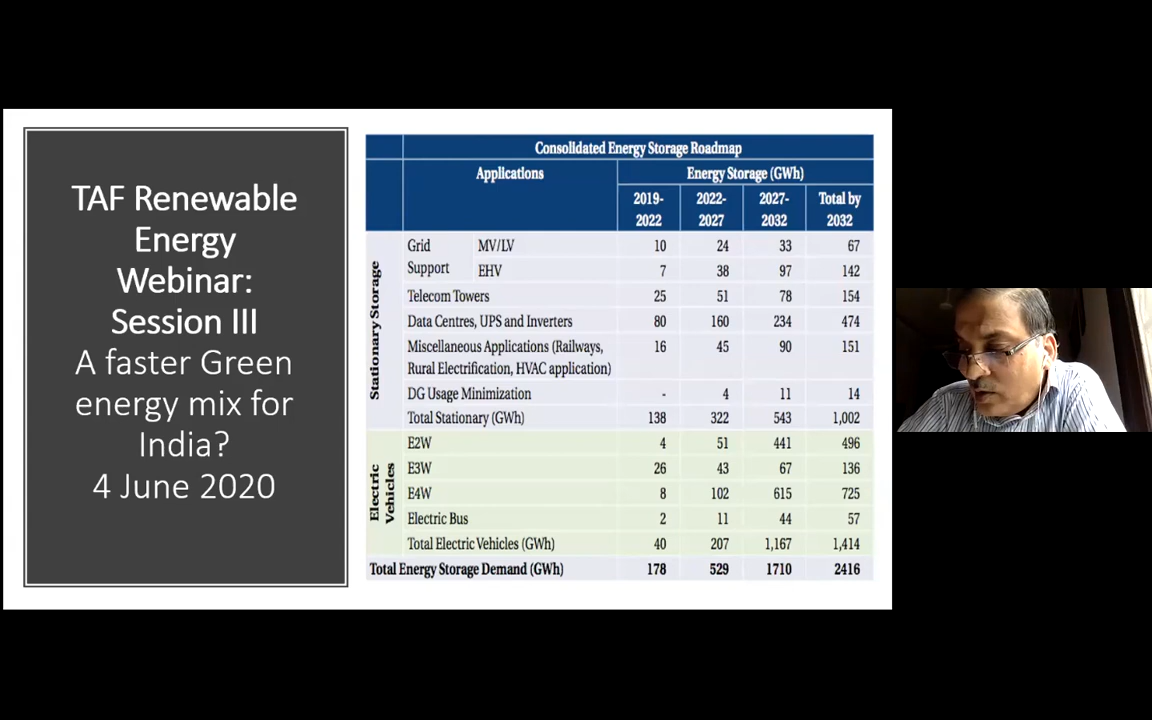 TAF Renewable
Energy
Webinar:
Session III
A faster Green
energy mix for
India?
4 June 2020
Consolidated Energy Storage Roadmap
Applications Energy Storage (GWh)
2019-2022 2022-2027 2027-2032 Total by 2032
Stationary Storage
Grid Support MV/LV 10 24 33 67
EHV 7 38 97 142
Telecom Towers 25 51 78 154
Data Centres, UPS and Inverters 80 160 234 474
Miscellaneous Applications (Railways, 16 45 90 151
Rural Electrification, HVAC application)
DG Usage Minimization - 4 11 14
Total Stationary (GWh) 138 322 543 1,002
Electric Vehicles
E2W 4 51 441 496
E3W 26 43 67 136
E4W 8 102 615 725
Electric Bus 2 11 44 57
Total Electric Vehicles (GWh) 40 207 1,167 1,414
Total Energy Storage Demand (GWh) 178 529 1710 2416